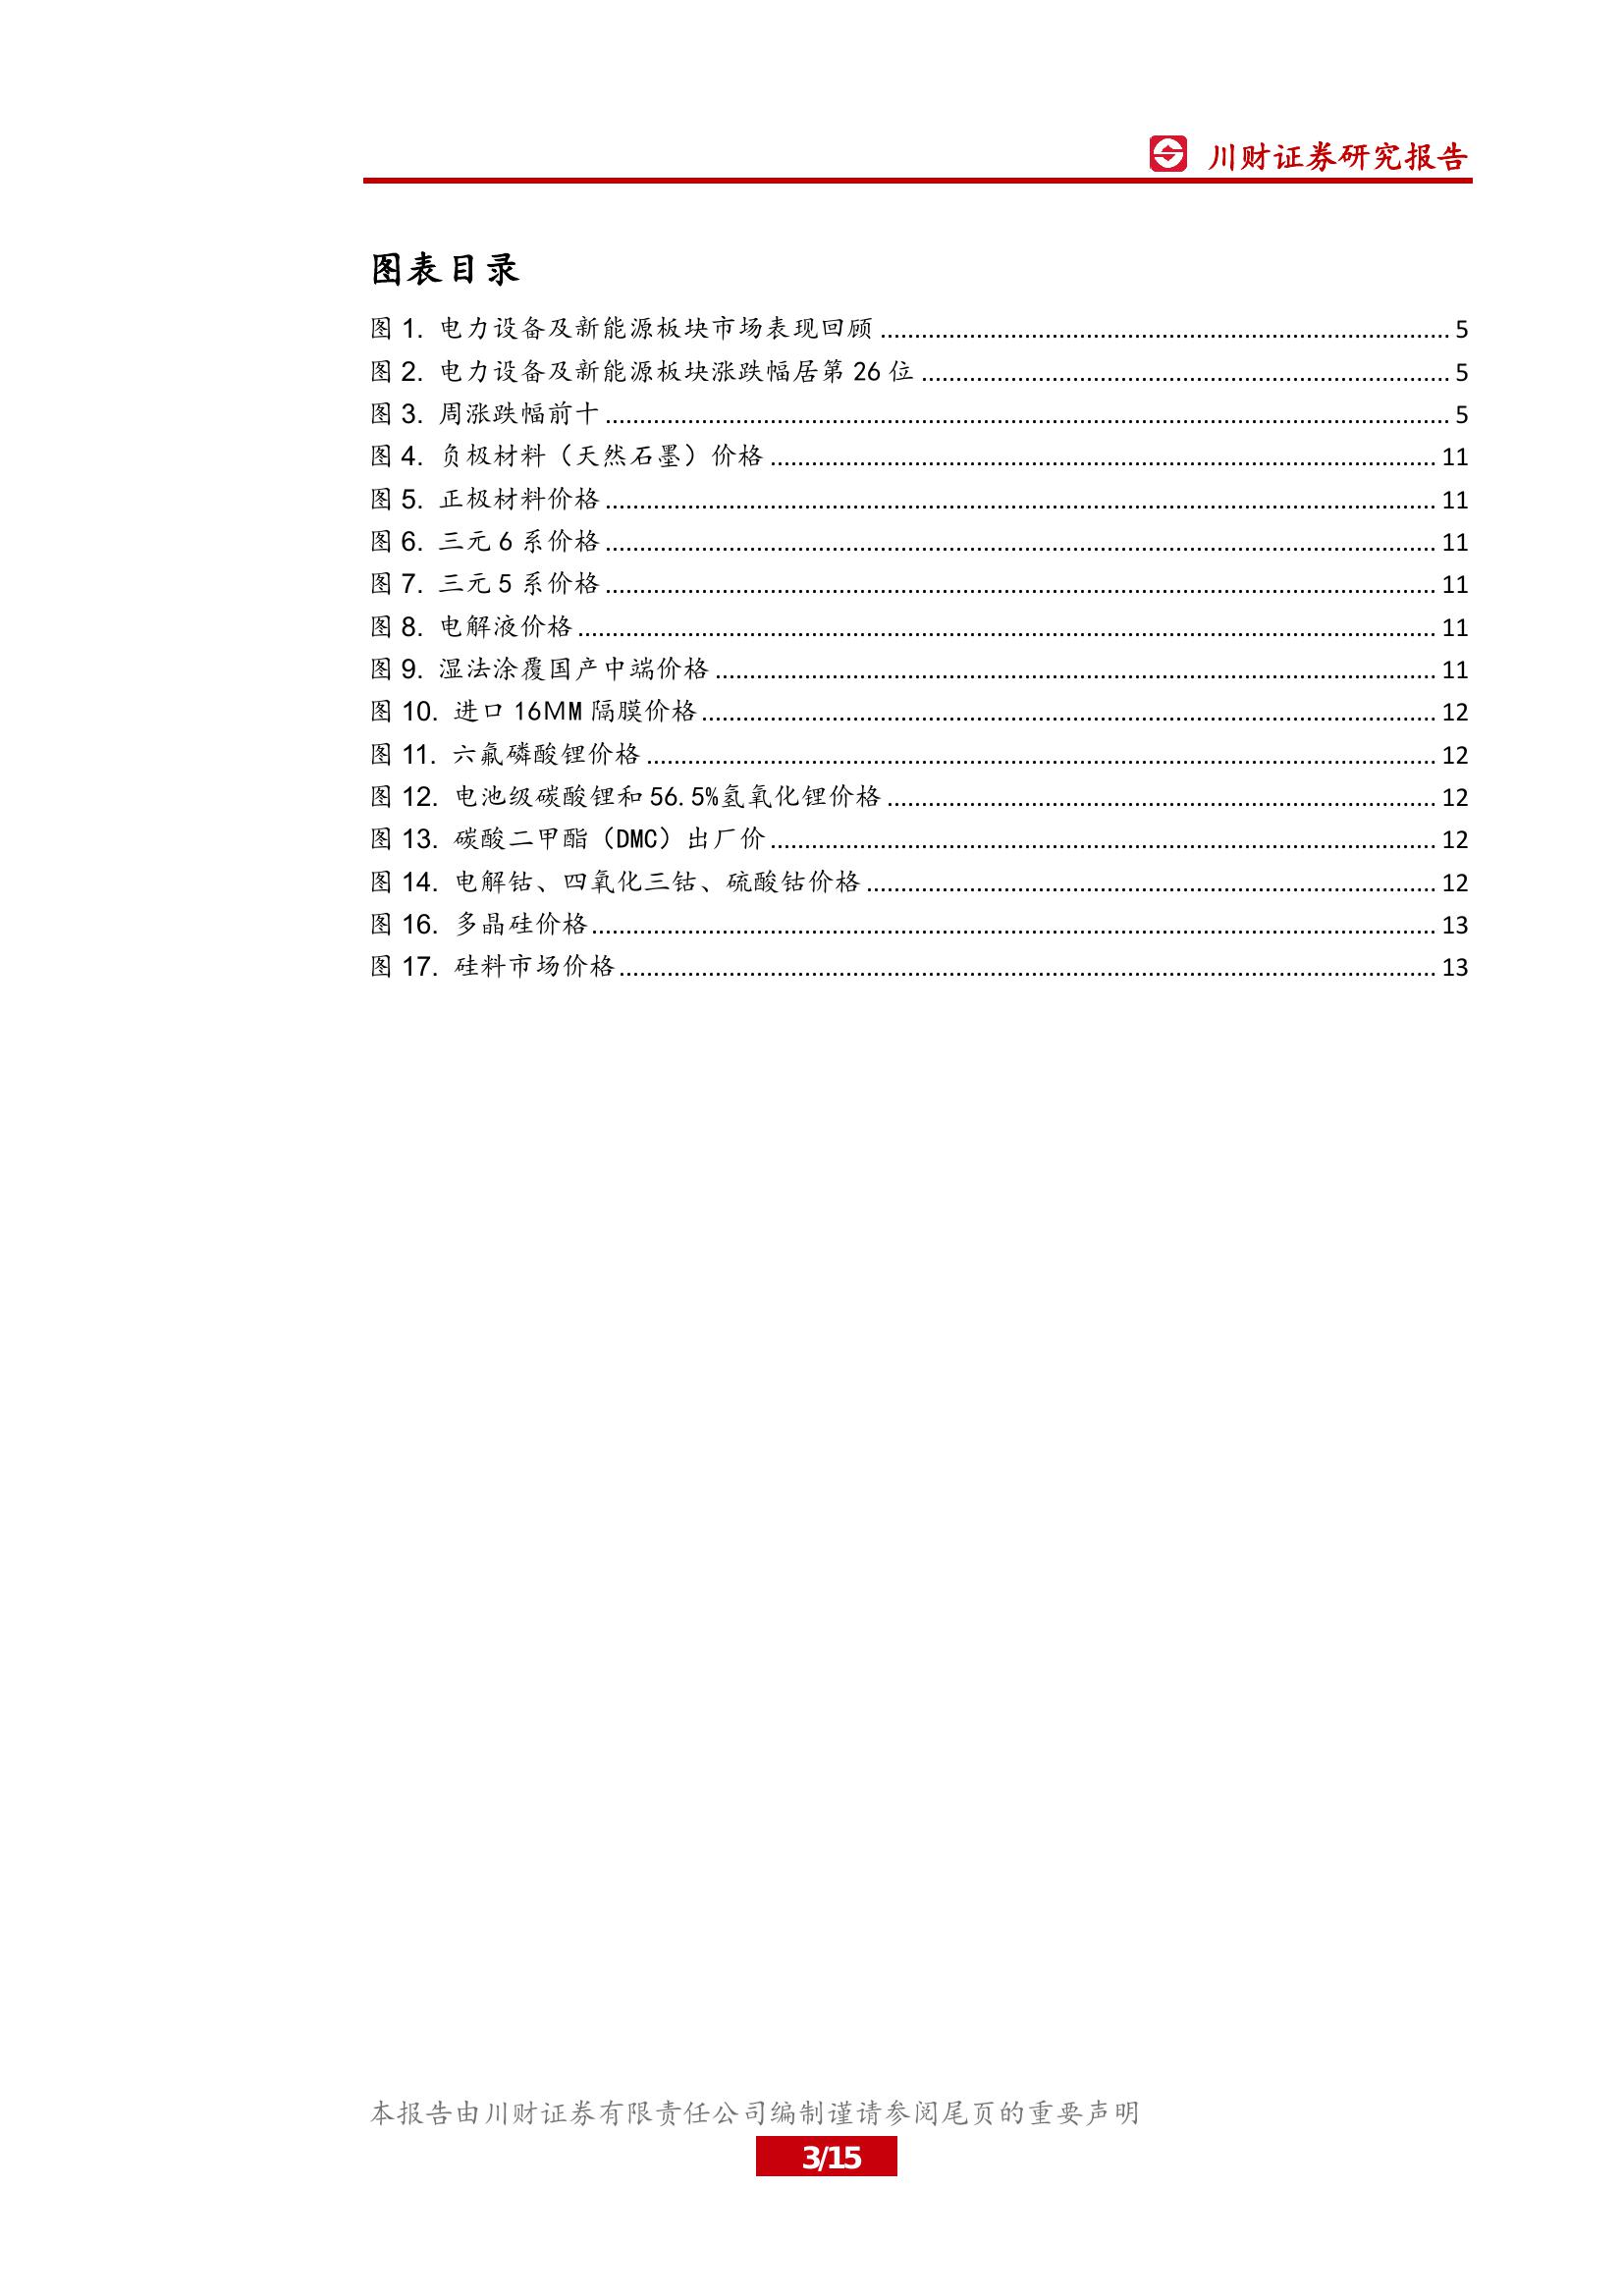 川财证券研究报告
图表目录
图 1. 电力设备及新能源板块市场表现回顾 ........ 5
图 2. 电力设备及新能源板块涨跌幅居第 26 位 ........ 5
图 3. 周涨跌幅前十 ........ 5
图 4. 负极材料（天然石墨）价格 ........ 11
图 5. 正极材料价格 ........ 11
图 6. 三元 6 系价格 ........ 11
图 7. 三元 5 系价格 ........ 11
图 8. 电解液价格 ........ 11
图 9. 湿法涂覆国产中端价格 ........ 11
图 10. 进口 16MM 隔膜价格 ........ 12
图 11. 六氟磷酸锂价格 ........ 12
图 12. 电池级碳酸锂和 56.5%氢氧化锂价格 ........ 12
图 13. 碳酸二甲酯（DMC）出厂价 ........ 12
图 14. 电解钴、四氧化三钴、硫酸钴价格 ........ 12
图 16. 多晶硅价格 ........ 13
图 17. 硅料市场价格 ........ 13
本报告由川财证券有限责任公司编制谨请参阅尾页的重要声明
3/15